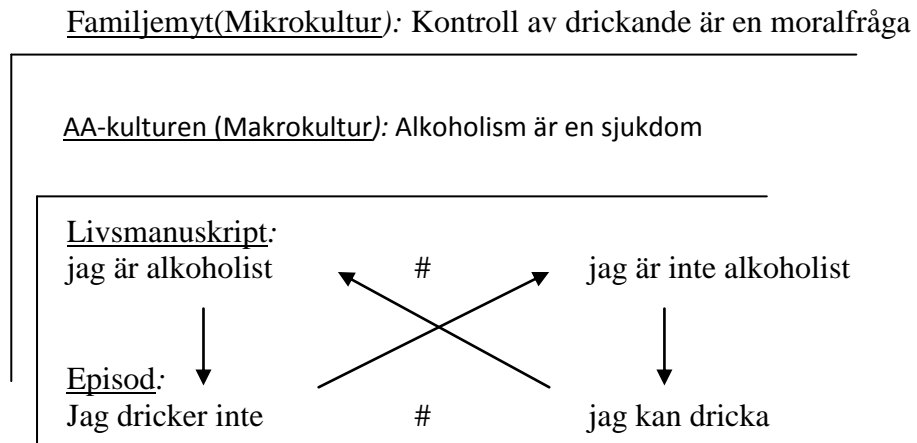 Familjemyt(Mikrokultur): Kontroll av drickande är en moralfråga
AA-kulturen (Makrokultur): Alkoholism är en sjukdom
Livsmanuskript:
jag är alkoholist # jag är inte alkoholist
Episod:
Jag dricker inte # jag kan dricka